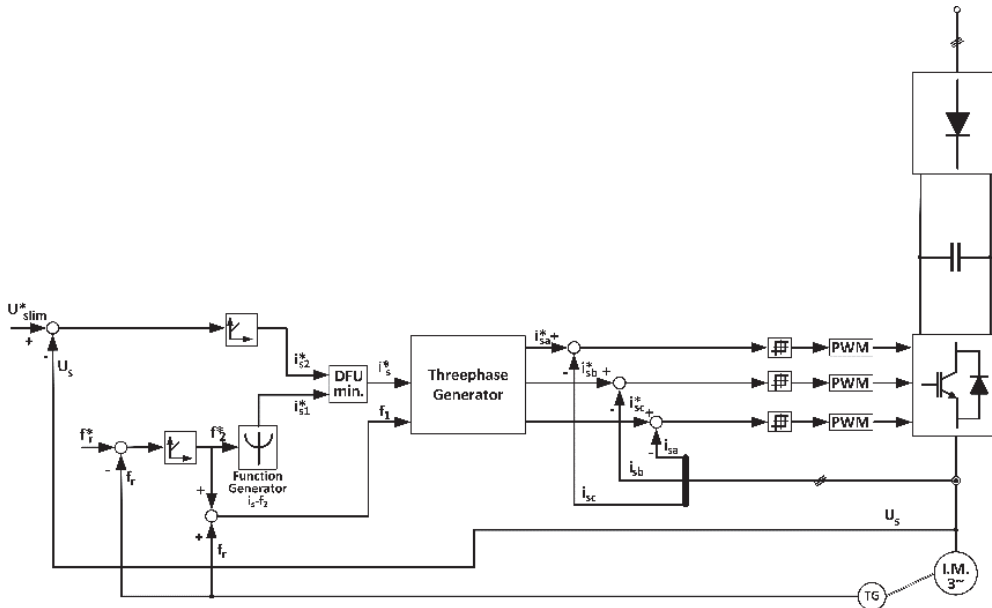 U*slim
+
-
Us
i*s2
i*s1
DFU
min.
i*s
f1
Threephase
Generator
i*sa +
-
i*sb +
-
i*sc +
-
PWM
PWM
PWM
f*r
-
fr
f*2
Function
Generator
is-f2
+
+
fr
isa
isb
isc
Us
I.M.
3~
TG